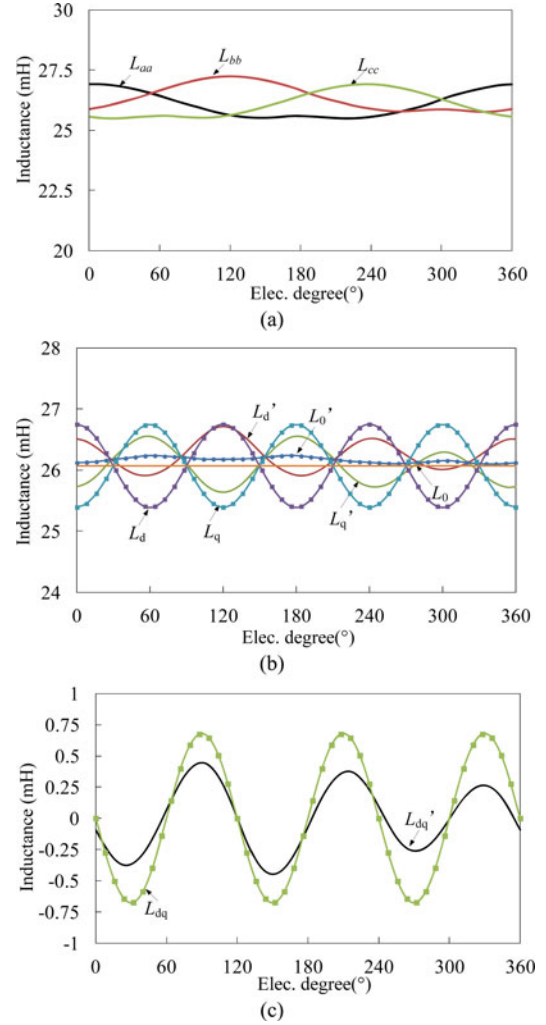 30
27.5
25
22.5
20
Inductance (mH)
Laa
Lbb
Lcc
0 60 120 180 240 300 360
Elec. degree(°)
(a)
28
27
26
25
24
Inductance (mH)
Ld'
L0'
Ld
Lq
Lq'
L0
0 60 120 180 240 300 360
Elec. degree(°)
(b)
1
0.75
0.5
0.25
0
-0.25
-0.5
-0.75
-1
Inductance (mH)
Ldq'
Ldq
0 60 120 180 240 300 360
Elec. degree(°)
(c)